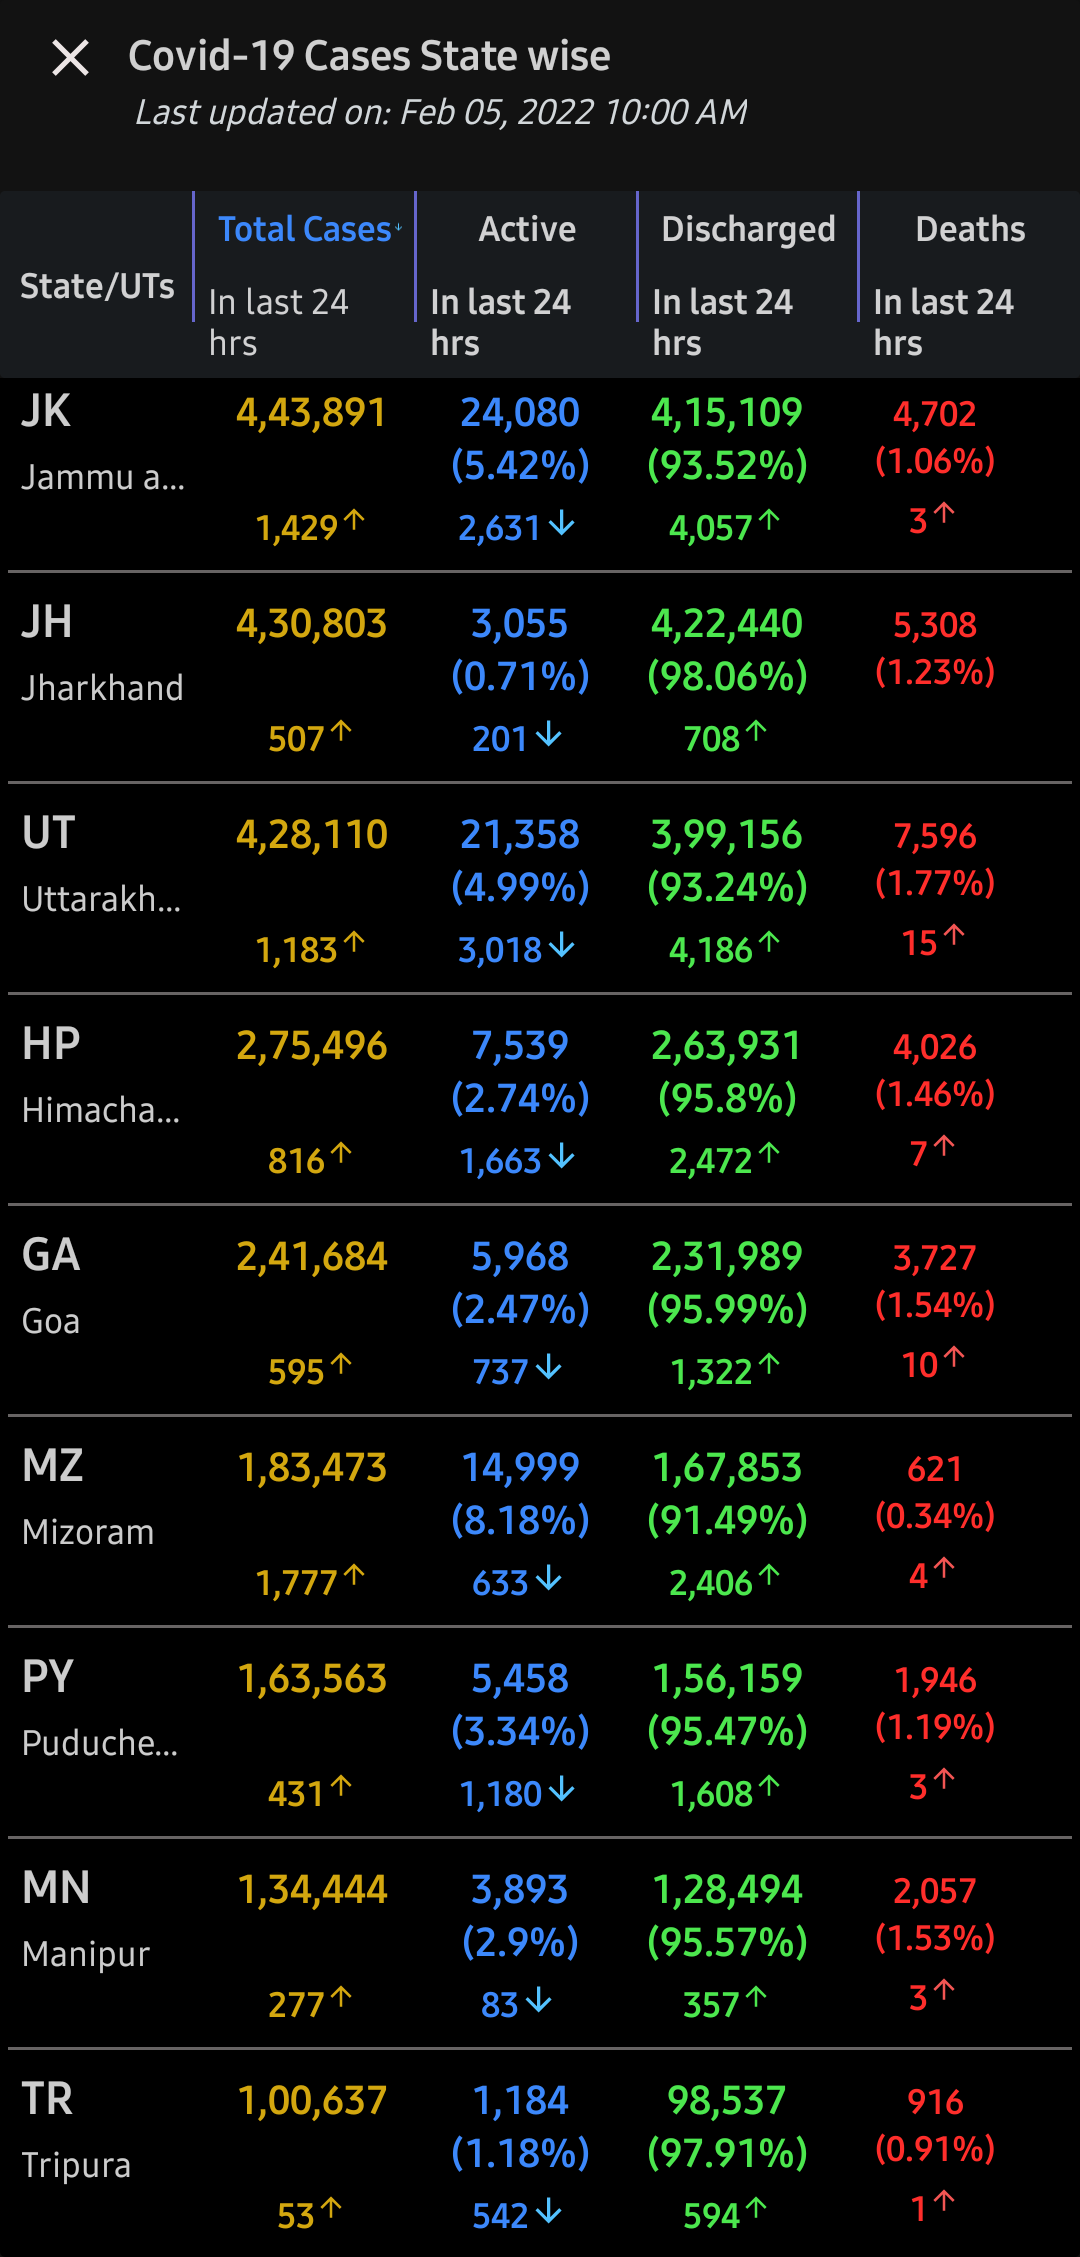 Covid-19 Cases State wise
Last updated on: Feb 05, 2022 10:00 AM
State/UTs Total Cases↓ Active Discharged Deaths
In last 24 hrs In last 24 hrs In last 24 hrs In last 24 hrs
JK 4,43,891 24,080 4,15,109 4,702
Jammu a... (5.42%) (93.52%) (1.06%)
1,429↑ 2,631↓ 4,057↑ 3↑
JH 4,30,803 3,055 4,22,440 5,308
Jharkhand (0.71%) (98.06%) (1.23%)
507↑ 201↓ 708↑
UT 4,28,110 21,358 3,99,156 7,596
Uttarakh... (4.99%) (93.24%) (1.77%)
1,183↑ 3,018↓ 4,186↑ 15↑
HP 2,75,496 7,539 2,63,931 4,026
Himacha... (2.74%) (95.8%) (1.46%)
816↑ 1,663↓ 2,472↑ 7↑
GA 2,41,684 5,968 2,31,989 3,727
Goa (2.47%) (95.99%) (1.54%)
595↑ 737↓ 1,322↑ 10↑
MZ 1,83,473 14,999 1,67,853 621
Mizoram (8.18%) (91.49%) (0.34%)
1,777↑ 633↓ 2,406↑ 4↑
PY 1,63,563 5,458 1,56,159 1,946
Puduche... (3.34%) (95.47%) (1.19%)
431↑ 1,180↓ 1,608↑ 3↑
MN 1,34,444 3,893 1,28,494 2,057
Manipur (2.9%) (95.57%) (1.53%)
277↑ 83↓ 357↑ 3↑
TR 1,00,637 1,184 98,537 916
Tripura (1.18%) (97.91%) (0.91%)
53↑ 542↓ 594↑ 1↑